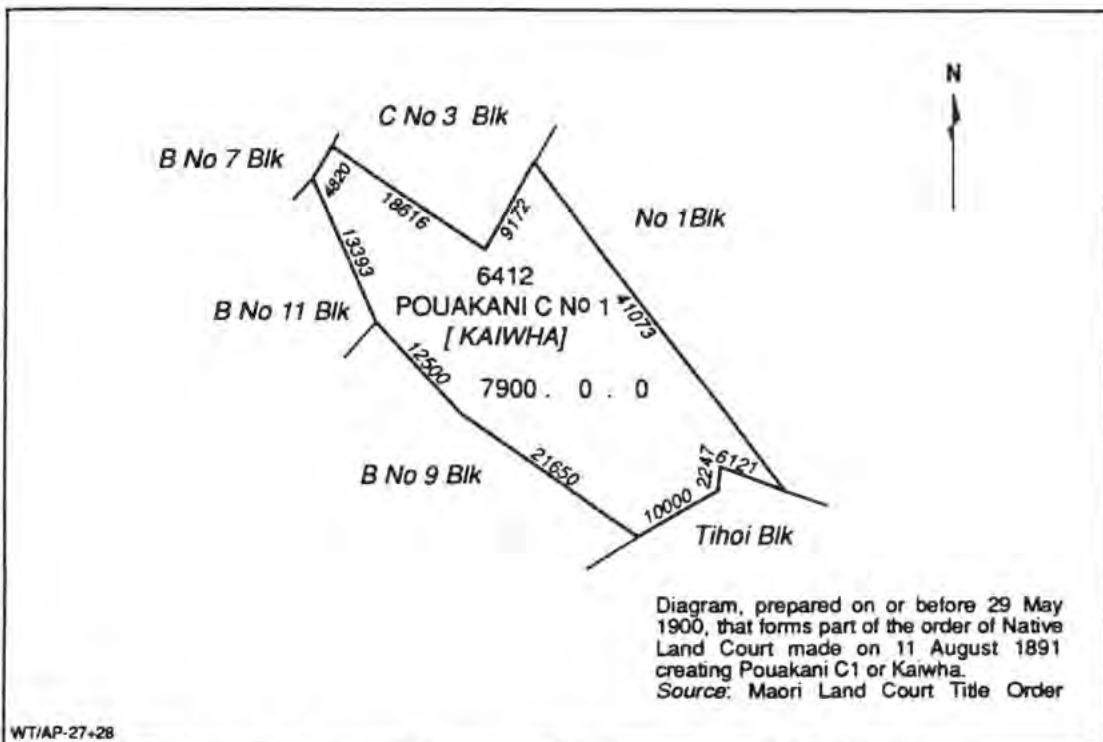 N
C No 3 Blk
B No 7 Blk
4820
18616
9172
No 1Blk
13393
6412
POUAKANI C Nº 1
[ KAIWHA]
41073
B No 11 Blk
12500
7900 . 0 . 0
B No 9 Blk
21650
2247
6121
10000
Tihoi Blk
Diagram, prepared on or before 29 May
1900, that forms part of the order of Native
Land Court made on 11 August 1891
creating Pouakani C1 or Kaiwha.
Source: Maori Land Court Title Order
WT/AP-27+28